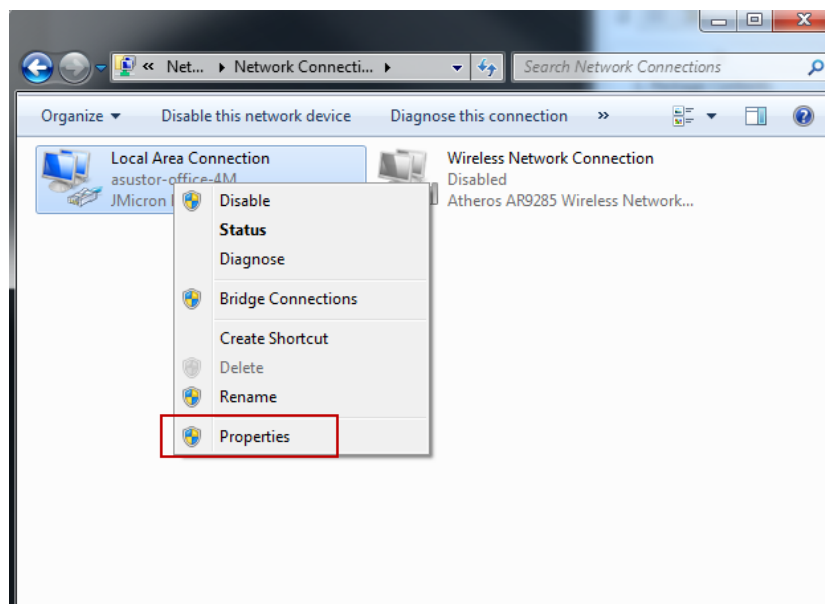 « Net... Network Connecti...
Search Network Connections
Organize Disable this network device Diagnose this connection »
Local Area Connection
asustor-office-4M
JMicron
Wireless Network Connection
Disabled
Atheros AR9285 Wireless Network...
Disable
Status
Diagnose
Bridge Connections
Create Shortcut
Delete
Rename
Properties